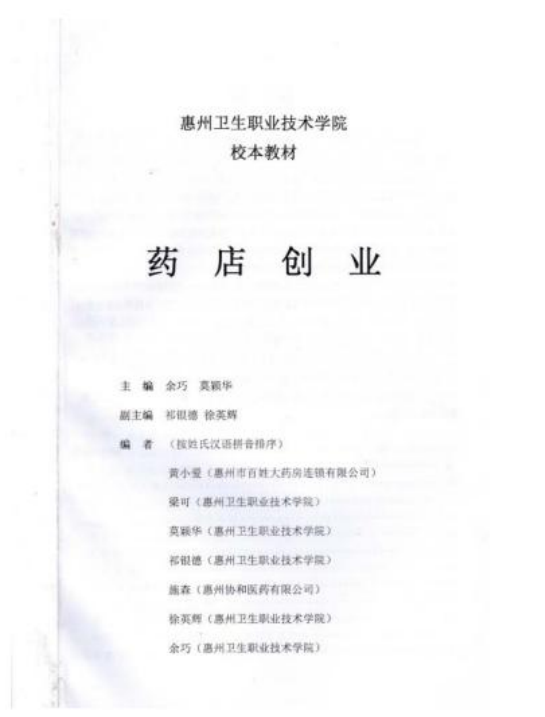 惠州卫生职业技术学院
校本教材
药店创业
主 编 余巧 莫颖华
副主编 祁银德 徐英辉
编 者 （按姓氏汉语拼音排序）
黄小爱（惠州市百姓大药房连锁有限公司）
梁可（惠州卫生职业技术学院）
莫颖华（惠州卫生职业技术学院）
祁银德（惠州卫生职业技术学院）
施森（惠州协和医药有限公司）
徐英辉（惠州卫生职业技术学院）
余巧（惠州卫生职业技术学院）